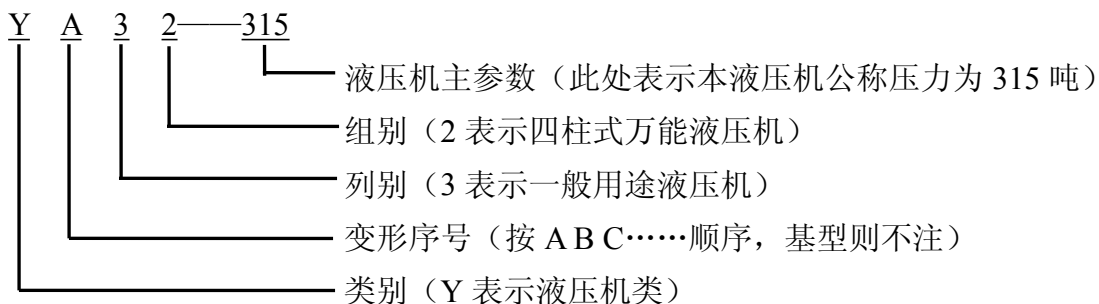 Y A 3 2——315
液压机主参数（此处表示本液压机公称压力为 315 吨）
组别（2 表示四柱式万能液压机）
列别（3 表示一般用途液压机）
变形序号（按 A B C……顺序，基型则不注）
类别（Y 表示液压机类）